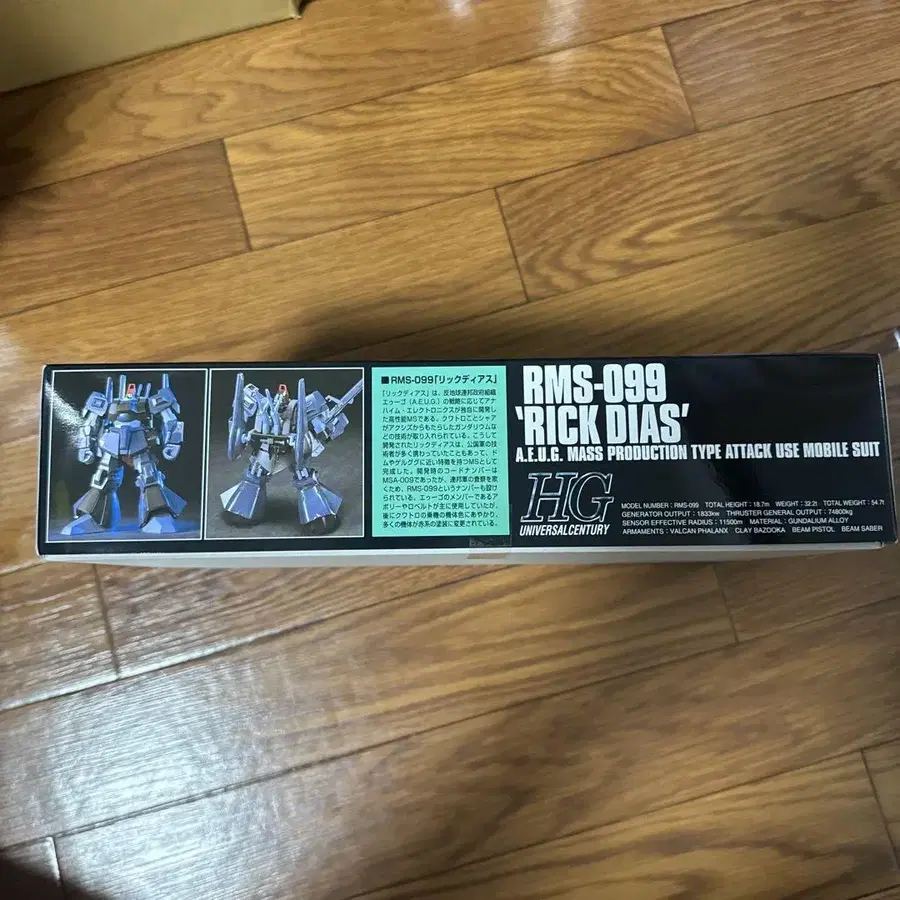 ■RMS-099「リックディアス」
「リックディアス」は、反地球連邦政府組織
エゥーゴ(A.E.U.G.)の戦略に応じてアナ
ハイム・エレクトロニクスが独自に開発し
た高性能MSである。クワトロことシャア
がアクシズからもたらしたガンダリウムな
どの技術が取り入れられている。こうして
開発されたリックディアスは、公国軍の技
術者が多く携わっていたこともあって、ド
ムやゲルググに近い特徴を持つMSとして
完成した。開発時のコードナンバーは
MSA-009であったが、連邦軍の査察を欺
くため、RMS-099というナンバーも設け
れている。エゥーゴのメンバーであるア
ポリーやロベルトが主に使用していたが、
後にクワトロの乗機の機体色にあやかり、
多くの機体が赤系の塗装に変更されている。
RMS-099
'RICK DIAS'
A.E.U.G. MASS PRODUCTION TYPE ATTACK USE MOBILE SUIT
HG
UNIVERSAL CENTURY
MODEL NUMBER : RMS-099 TOTAL HEIGHT : 18.7m WEIGHT : 32.2t TOTAL WEIGHT : 54.7t
GENERATOR OUTPUT : 1833kw THRUSTER GENERAL OUTPUT : 74800kg
SENSOR EFFECTIVE RADIUS : 11500m MATERIAL : GUNDALIUM ALLOY
ARMAMENTS : VALCAN PHALANX CLAY BAZOOKA BEAM PISTOL BEAM SABER